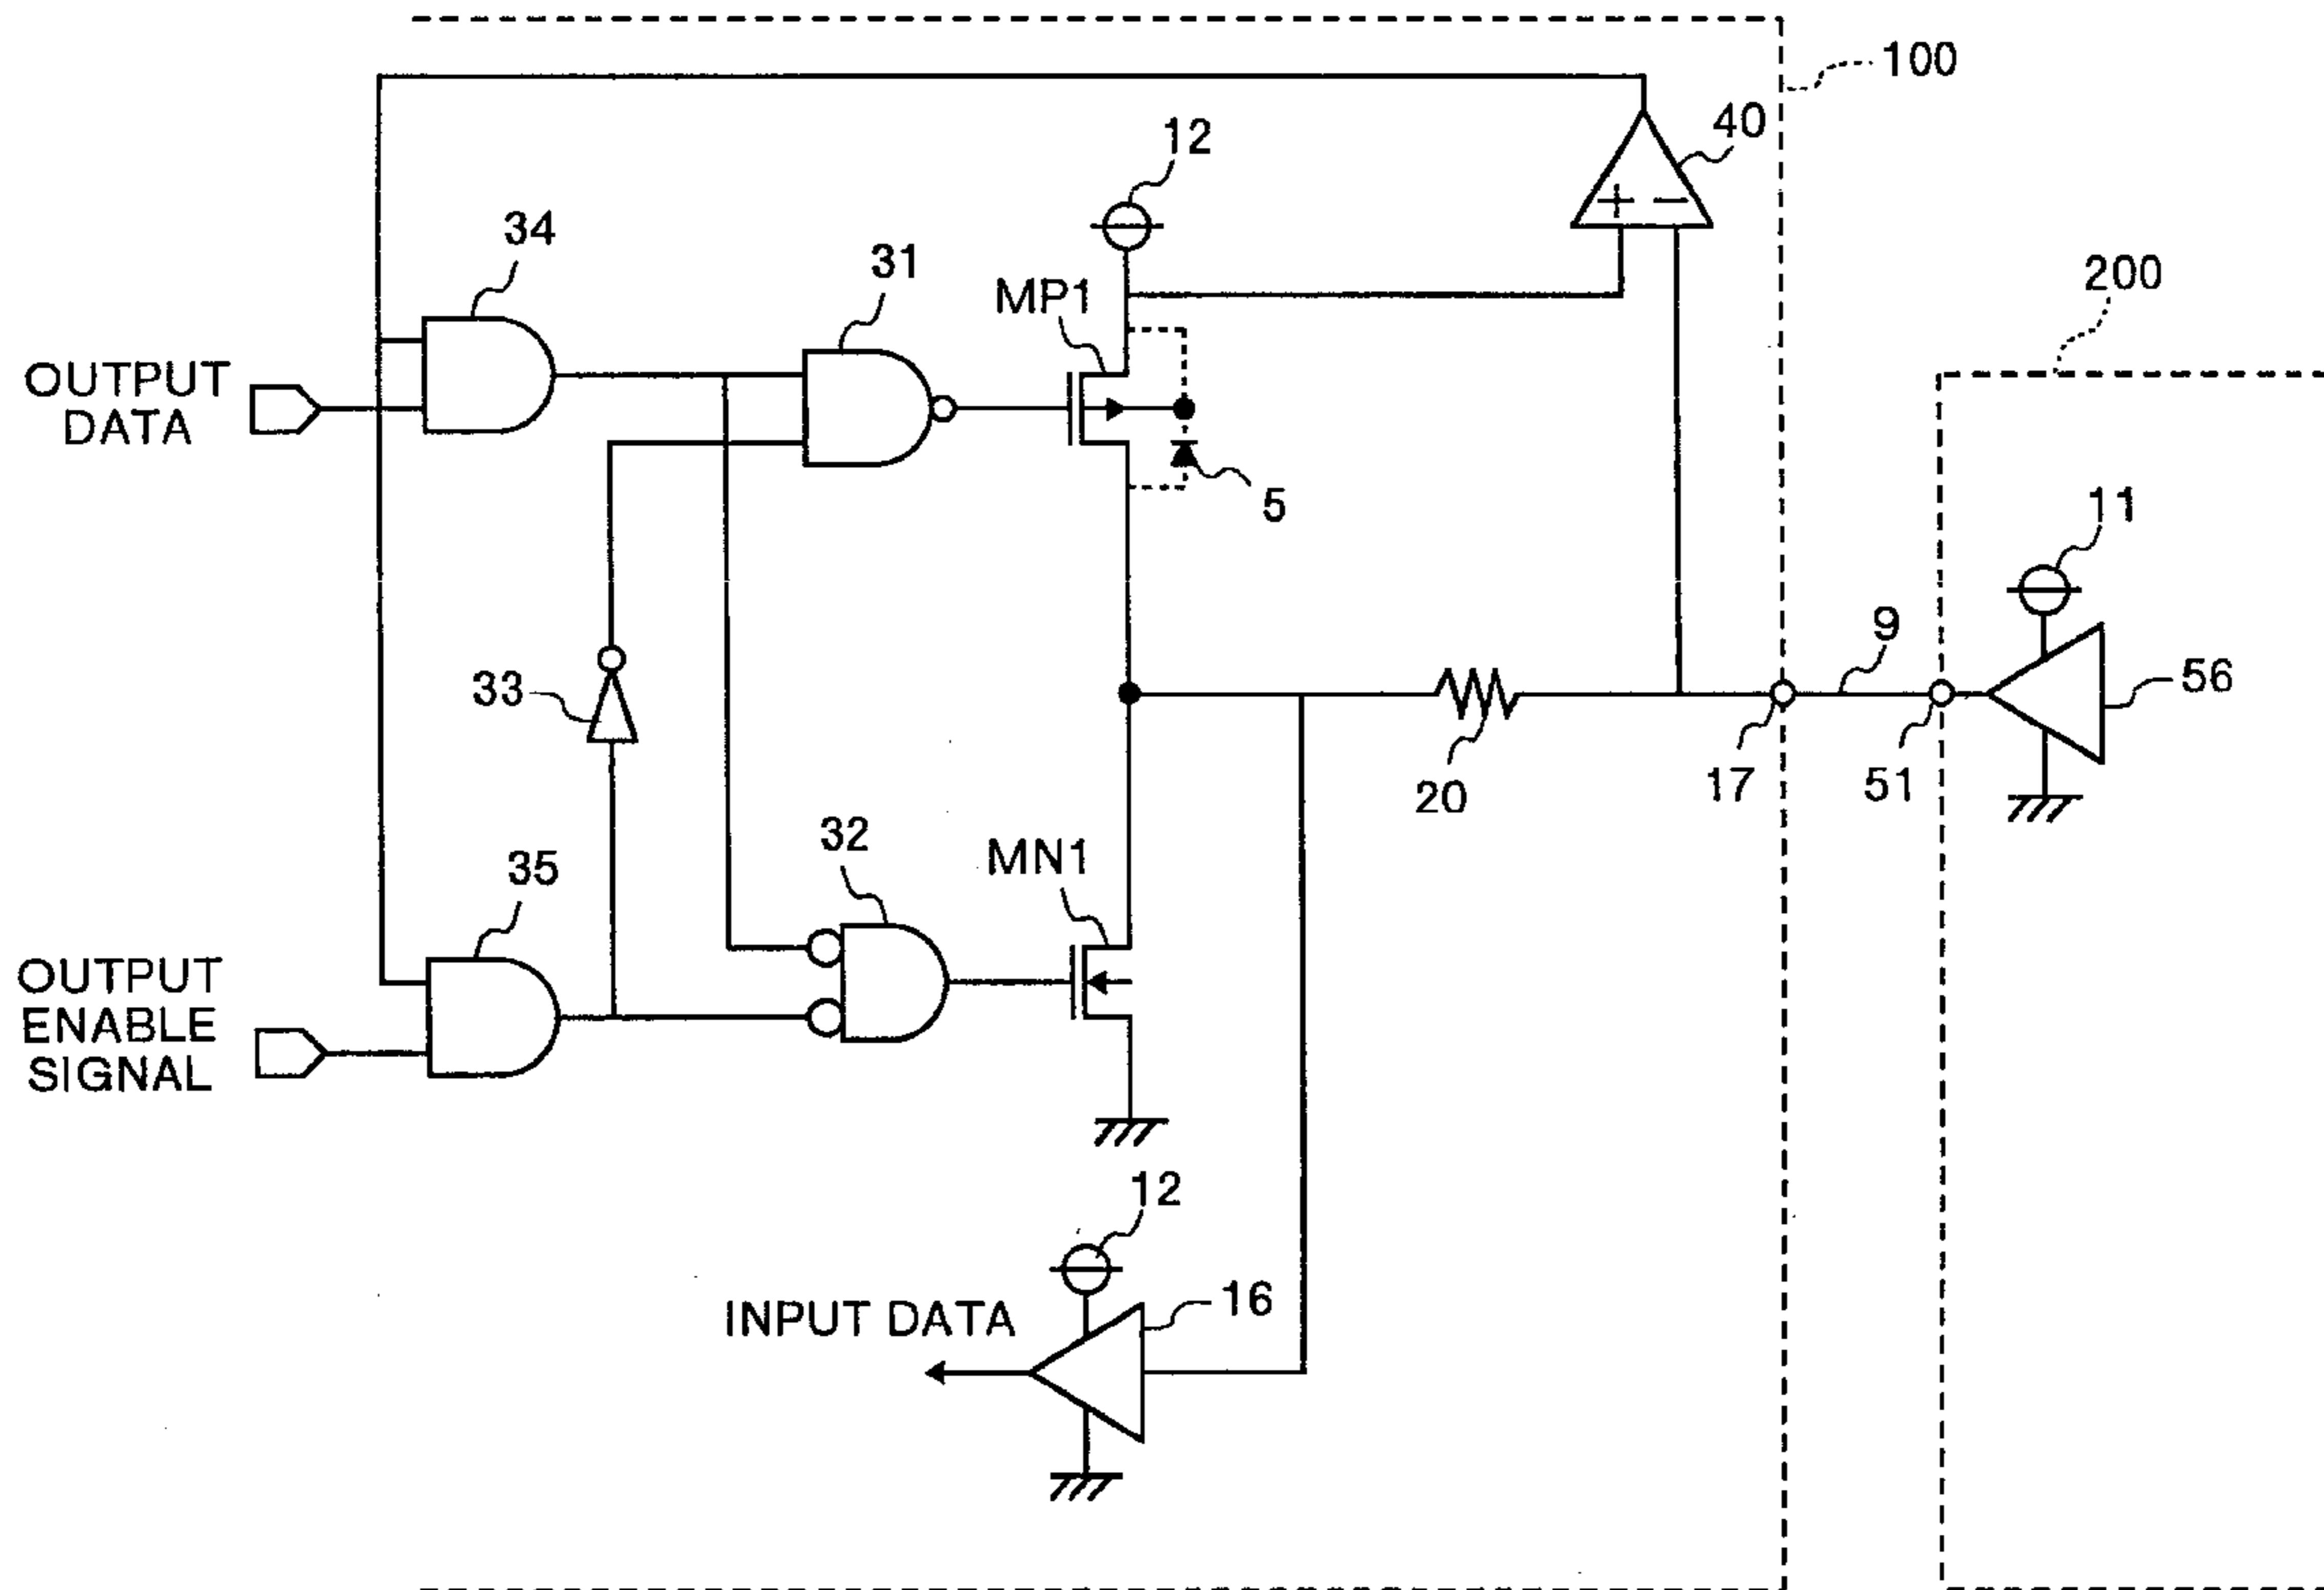 100
40
12
34
31
MP1
200
OUTPUT
DATA
5
11
9
33
56
20
17
51
32
MN1
35
OUTPUT
ENABLE
SIGNAL
12
16
INPUT DATA
+ −